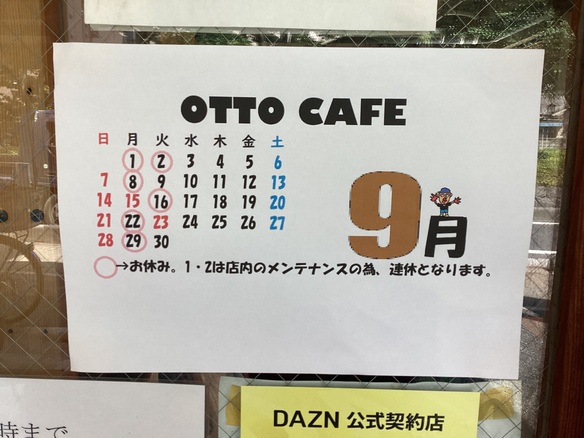 OTTO CAFE
日 月 火 水 木 金 土
1 2 3 4 5 6
7 8 9 10 11 12 13
14 15 16 17 18 19 20
21 22 23 24 25 26 27
28 29 30
9月
→お休み。1・2は店内のメンテナンスの為、連休となります。
時まで
DAZN 公式契約店